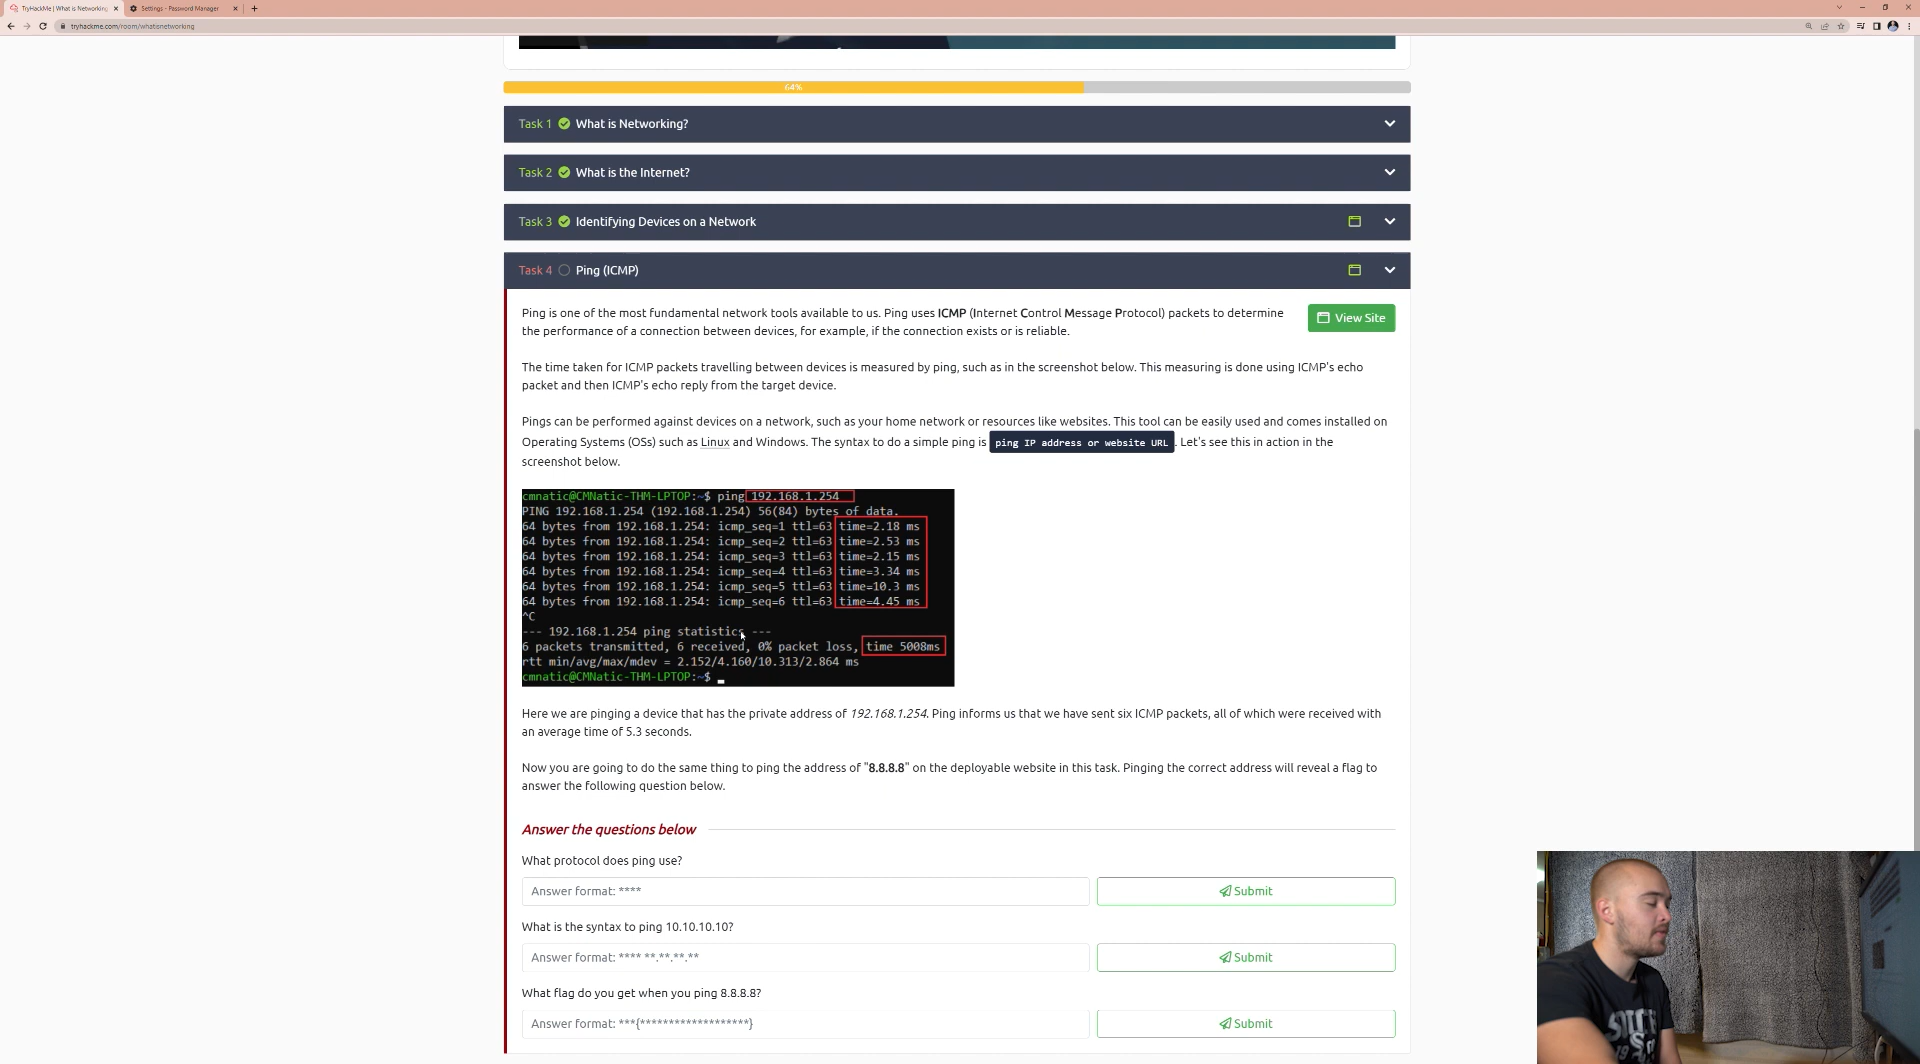 TryHackMe | What is Networking
Settings - Password Manager
tryhackme.com/room/whatisnetworking
64%
Task 1 What is Networking?
Task 2 What is the Internet?
Task 3 Identifying Devices on a Network
Task 4 Ping (ICMP)
Ping is one of the most fundamental network tools available to us. Ping uses ICMP (Internet Control Message Protocol) packets to determine
the performance of a connection between devices, for example, if the connection exists or is reliable.
View Site
The time taken for ICMP packets travelling between devices is measured by ping, such as in the screenshot below. This measuring is done using ICMP's echo
packet and then ICMP's echo reply from the target device.
Pings can be performed against devices on a network, such as your home network or resources like websites. This tool can be easily used and comes installed on
Operating Systems (OSs) such as Linux and Windows. The syntax to do a simple ping is ping IP address or website URL . Let's see this in action in the
screenshot below.
cmnatic@CMNatic-THM-LPTOP:~$ ping 192.168.1.254
PING 192.168.1.254 (192.168.1.254) 56(84) bytes of data.
64 bytes from 192.168.1.254: icmp_seq=1 ttl=63 time=2.18 ms
64 bytes from 192.168.1.254: icmp_seq=2 ttl=63 time=2.53 ms
64 bytes from 192.168.1.254: icmp_seq=3 ttl=63 time=2.15 ms
64 bytes from 192.168.1.254: icmp_seq=4 ttl=63 time=3.34 ms
64 bytes from 192.168.1.254: icmp_seq=5 ttl=63 time=10.3 ms
64 bytes from 192.168.1.254: icmp_seq=6 ttl=63 time=4.45 ms
^C
--- 192.168.1.254 ping statistics ---
6 packets transmitted, 6 received, 0% packet loss, time 5008ms
rtt min/avg/max/mdev = 2.152/4.160/10.313/2.864 ms
cmnatic@CMNatic-THM-LPTOP:~$
Here we are pinging a device that has the private address of 192.168.1.254. Ping informs us that we have sent six ICMP packets, all of which were received with
an average time of 5.3 seconds.
Now you are going to do the same thing to ping the address of "8.8.8.8" on the deployable website in this task. Pinging the correct address will reveal a flag to
answer the following question below.
Answer the questions below
What protocol does ping use?
Answer format: ****
Submit
What is the syntax to ping 10.10.10.10?
Answer format: **** **.**.**.**
Submit
What flag do you get when you ping 8.8.8.8?
Answer format: ***{*******************}
Submit